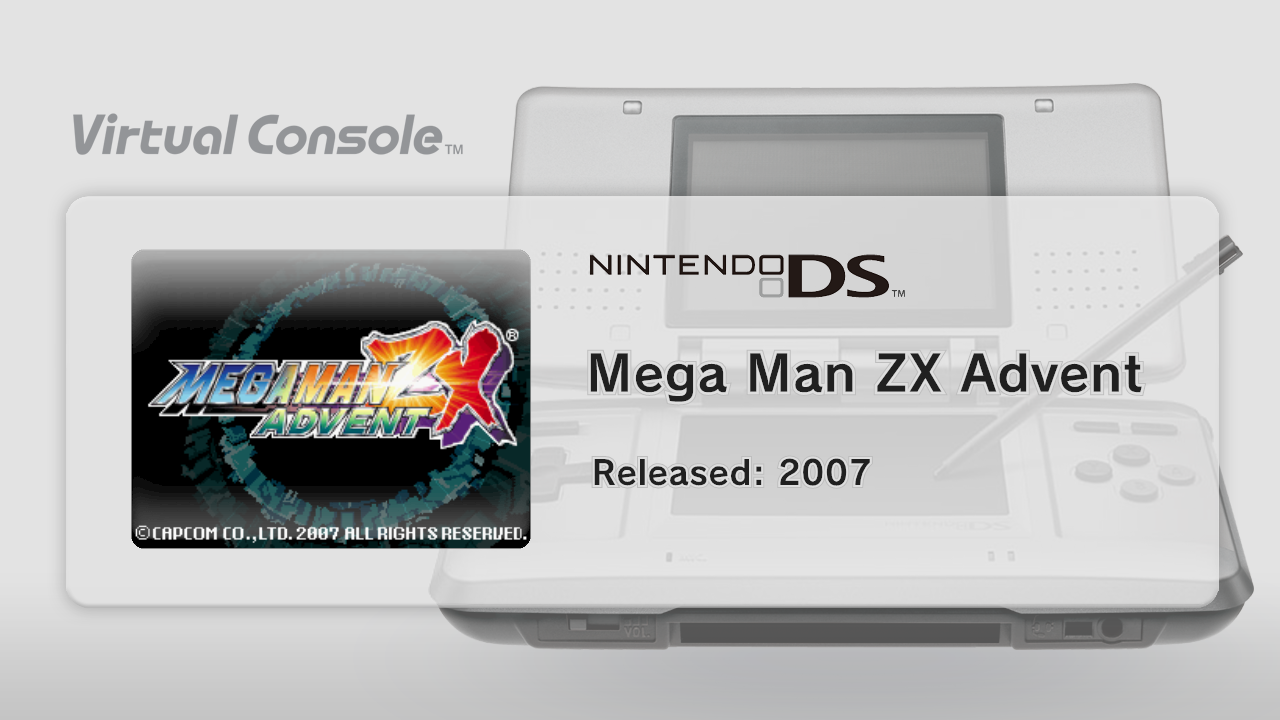 Virtual Console™
NINTENDO DS™
MEGAMAN ZX®
ADVENT
Mega Man ZX Advent
Released: 2007
©CAPCOM CO.,LTD. 2007 ALL RIGHTS RESERVED.
VOL.